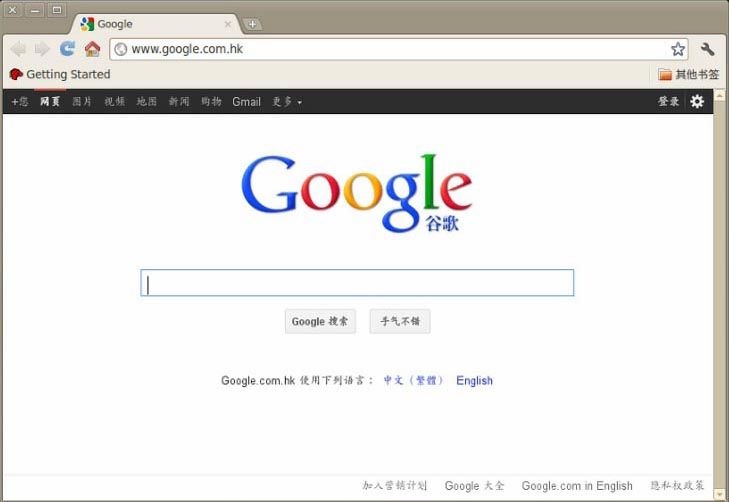 Google
www.google.com.hk
Getting Started 其他书签
+您 网页 图片 视频 地图 新闻 购物 Gmail 更多 登录
Google
谷歌
Google 搜索 手气不错
Google.com.hk 使用下列语言： 中文（繁體） English
加入营销计划 Google 大全 Google.com in English 隐私权政策